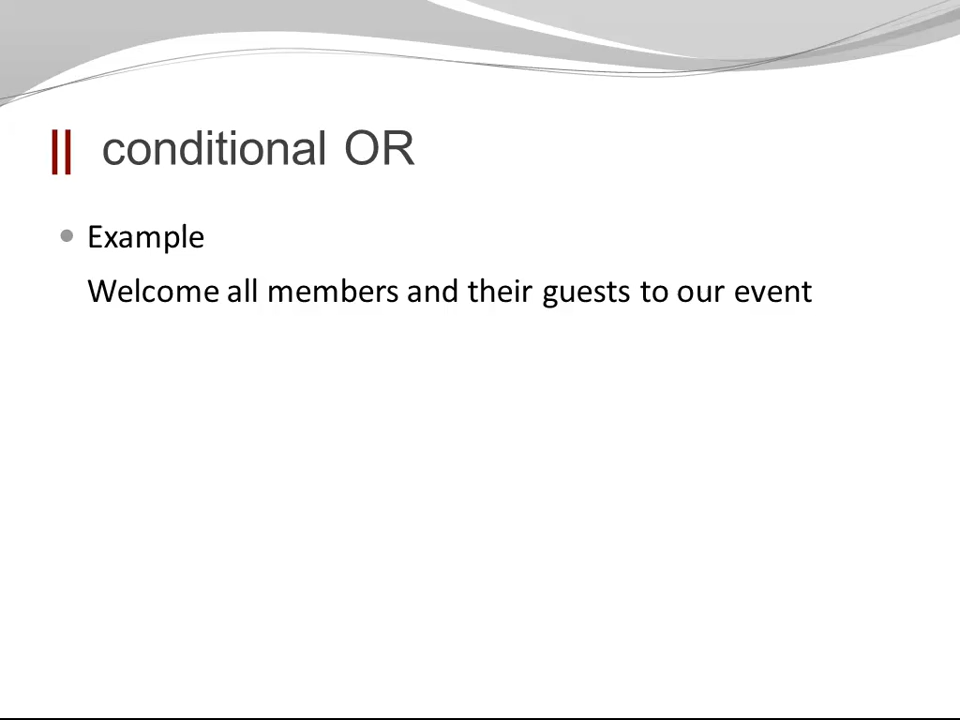 || conditional OR
Example
Welcome all members and their guests to our event